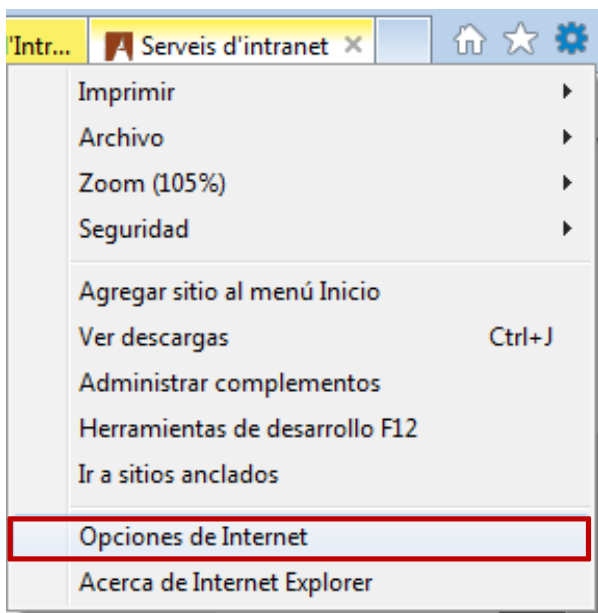 'Intr... Serveis d'intranet
Imprimir
Archivo
Zoom (105%)
Seguridad
Agregar sitio al menú Inicio
Ver descargas Ctrl+J
Administrar complementos
Herramientas de desarrollo F12
Ir a sitios anclados
Opciones de Internet
Acerca de Internet Explorer